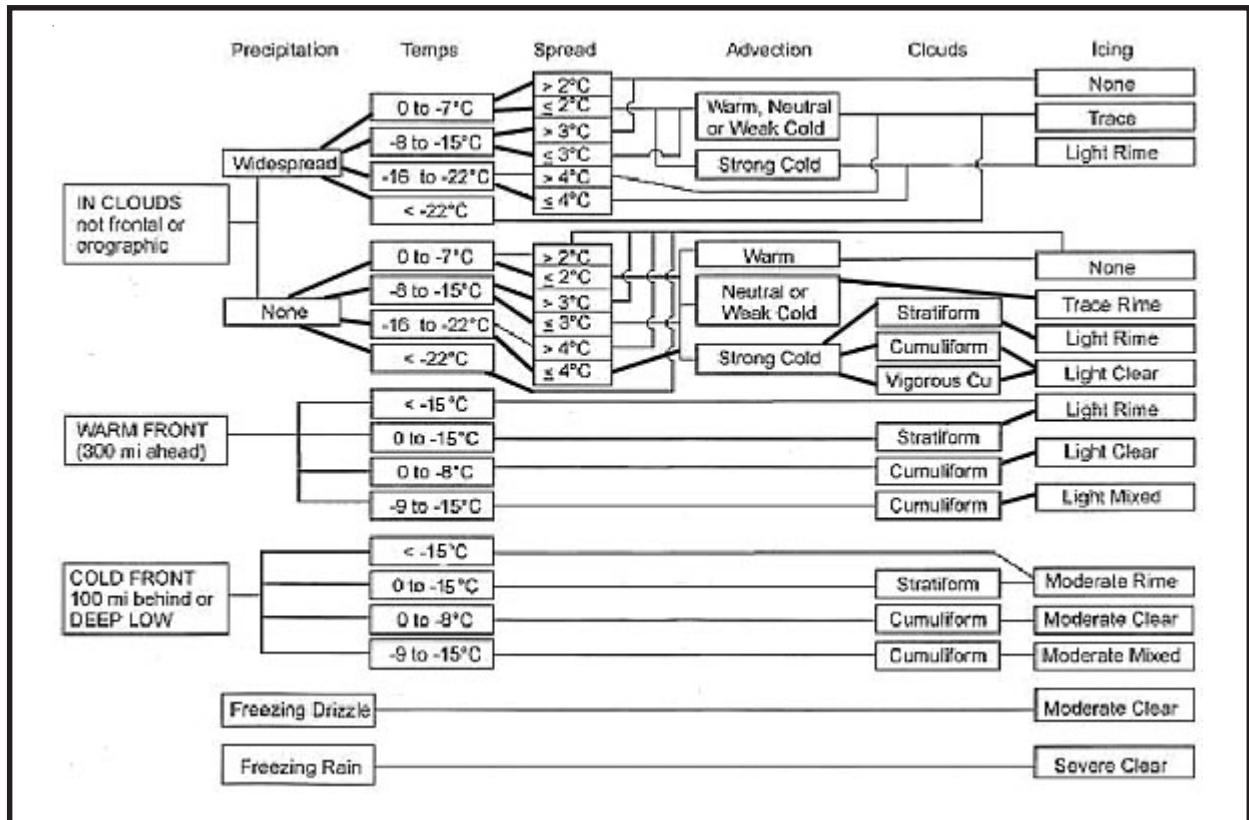 Precipitation Temps Spread Advection Clouds Icing
> 2°C
None
0 to -7°C
≤ 2°C
Warm, Neutral
or Weak Cold
Trace
-8 to -15°C
> 3°C
≤ 3°C
Light Rime
Widespread
Strong Cold
-16 to -22°C
> 4°C
≤ 4°C
IN CLOUDS
not frontal or
orographic
< -22°C
0 to -7°C
> 2°C
Warm
None
≤ 2°C
-8 to -15°C
> 3°C
Neutral or
Weak Cold
Trace Rime
None
≤ 3°C
Stratiform
-16 to -22°C
Light Rime
> 4°C
Cumuliform
< -22°C
≤ 4°C
Strong Cold
Vigorous Cu
Light Clear
WARM FRONT
(300 mi ahead)
< -15°C
Light Rime
0 to -15°C
Stratiform
0 to -8°C
Cumuliform
Light Clear
-9 to -15°C
Cumuliform
Light Mixed
COLD FRONT
100 mi behind or
DEEP LOW
< -15°C
0 to -15°C
Stratiform
Moderate Rime
0 to -8°C
Cumuliform
Moderate Clear
-9 to -15°C
Cumuliform
Moderate Mixed
Freezing Drizzle
Moderate Clear
Freezing Rain
Severe Clear